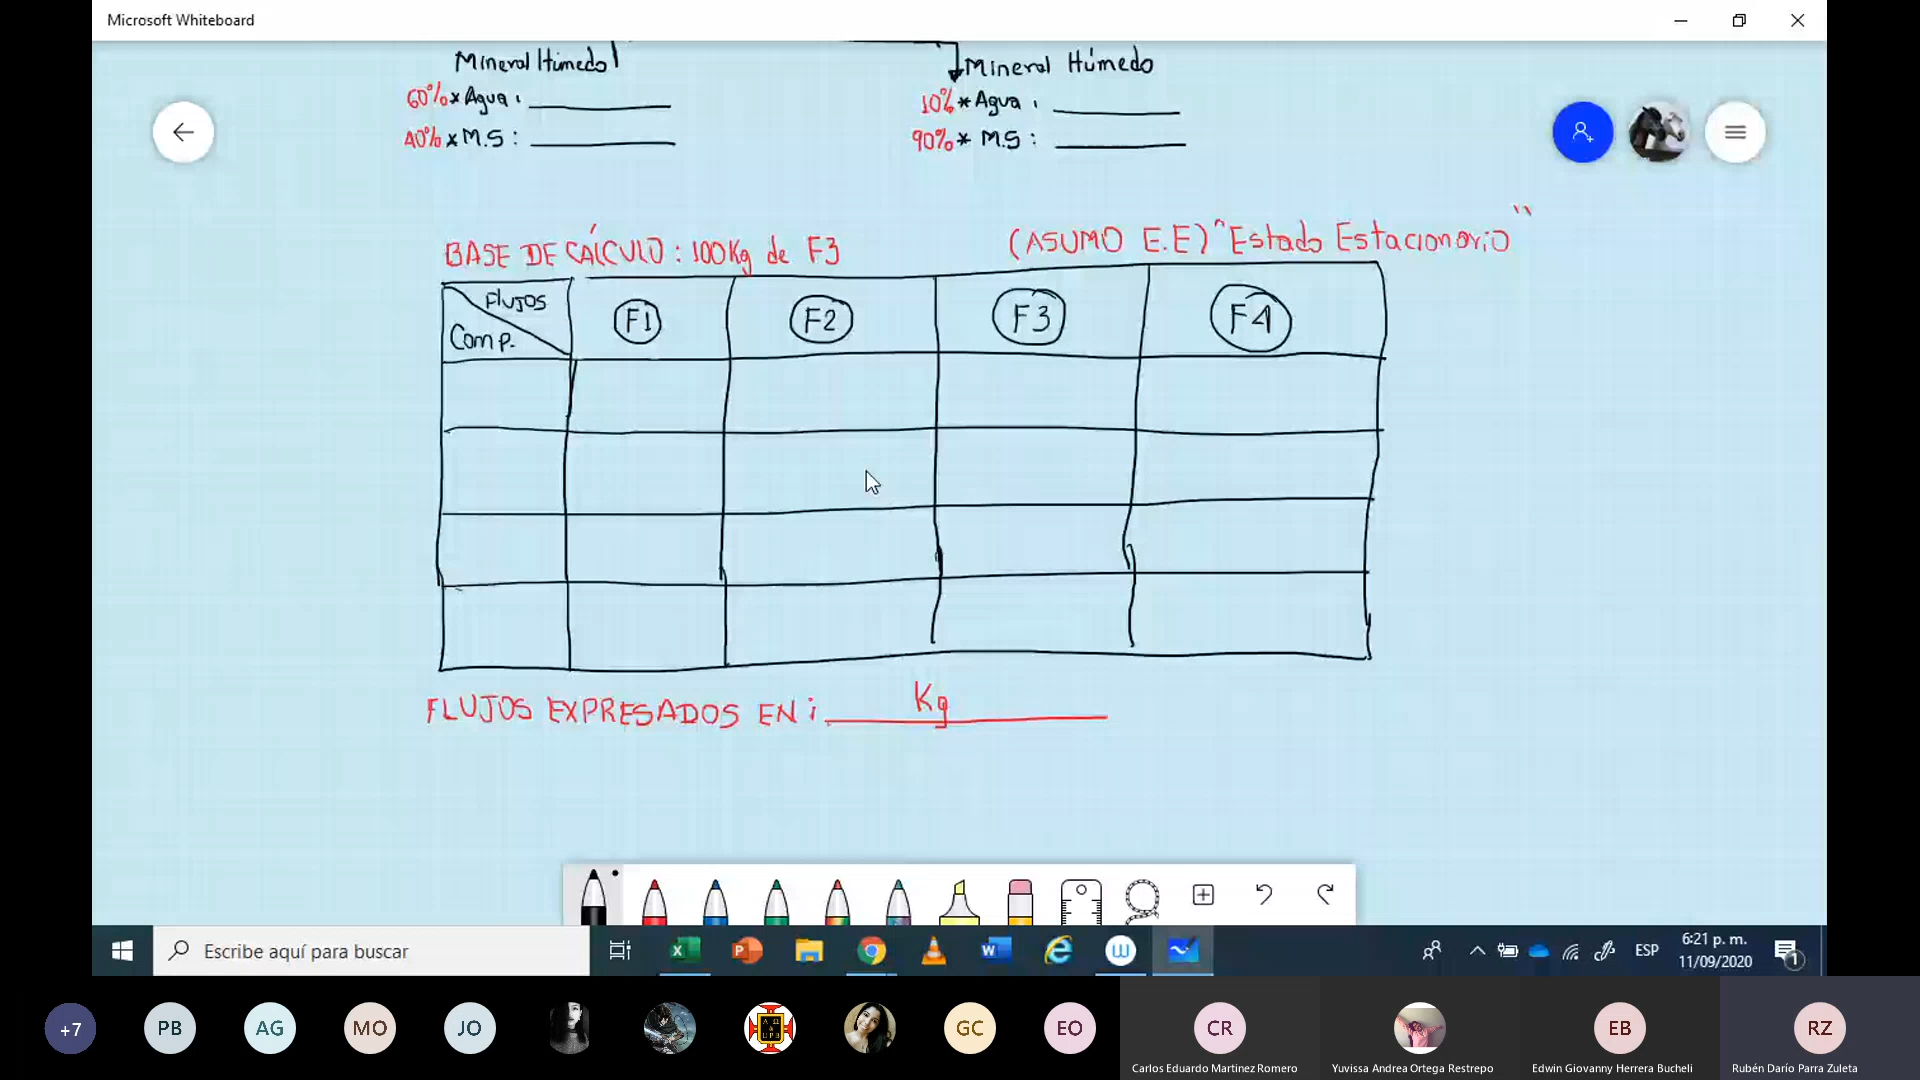 Microsoft Whiteboard
Mineral Húmedo
60% * Agua :
40% * M.S :
Mineral Húmedo
10% * Agua :
90% * M.S :
BASE DE CÁLCULO : 100Kg de F3
(ASUMO E.E) "Estado Estacionario"
Flujos
Comp.
F1
F2
F3
F4
FLUJOS EXPRESADOS EN : Kg
Escribe aquí para buscar
ESP
6:21 p. m.
11/09/2020
1
+7
PB
AG
MO
JO
GC
EO
CR
Carlos Eduardo Martinez Romero
Yuvissa Andrea Ortega Restrepo
EB
Edwin Giovanny Herrera Bucheli
RZ
Rubén Darío Parra Zuleta